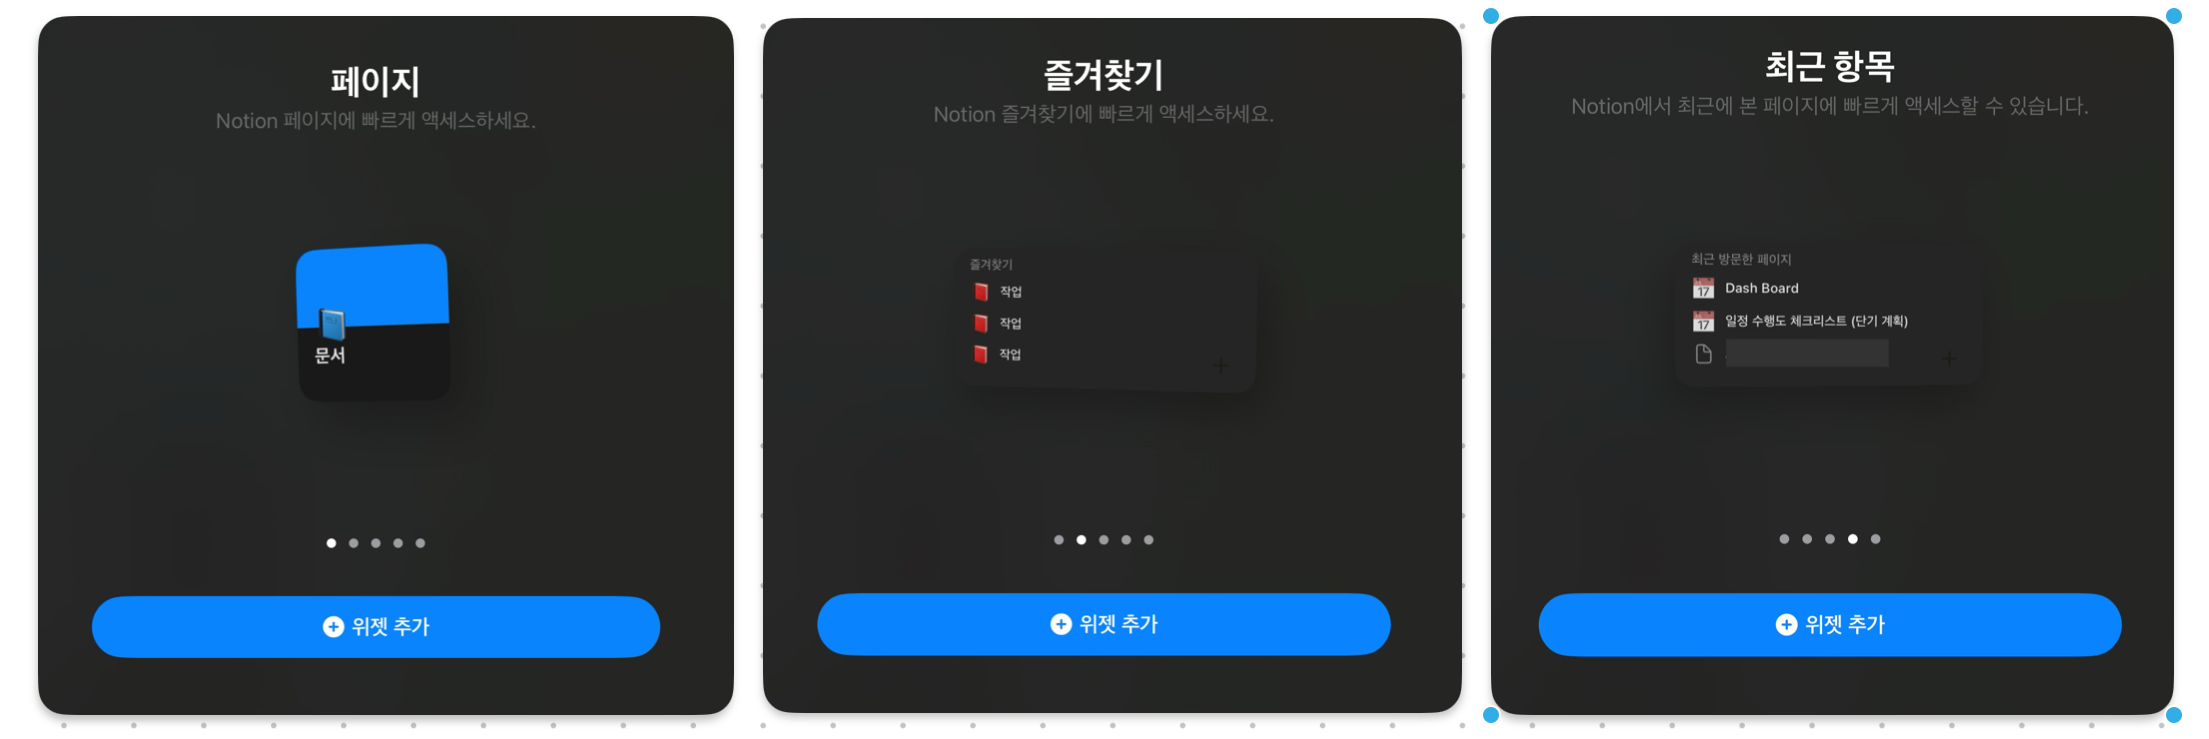 페이지
Notion 페이지에 빠르게 액세스하세요.
문서
위젯 추가
즐겨찾기
Notion 즐겨찾기에 빠르게 액세스하세요.
즐겨찾기
작업
작업
작업
위젯 추가
최근 항목
Notion에서 최근에 본 페이지에 빠르게 액세스할 수 있습니다.
최근 방문한 페이지
17 Dash Board
17 일정 수행도 체크리스트 (단기 계획)
위젯 추가